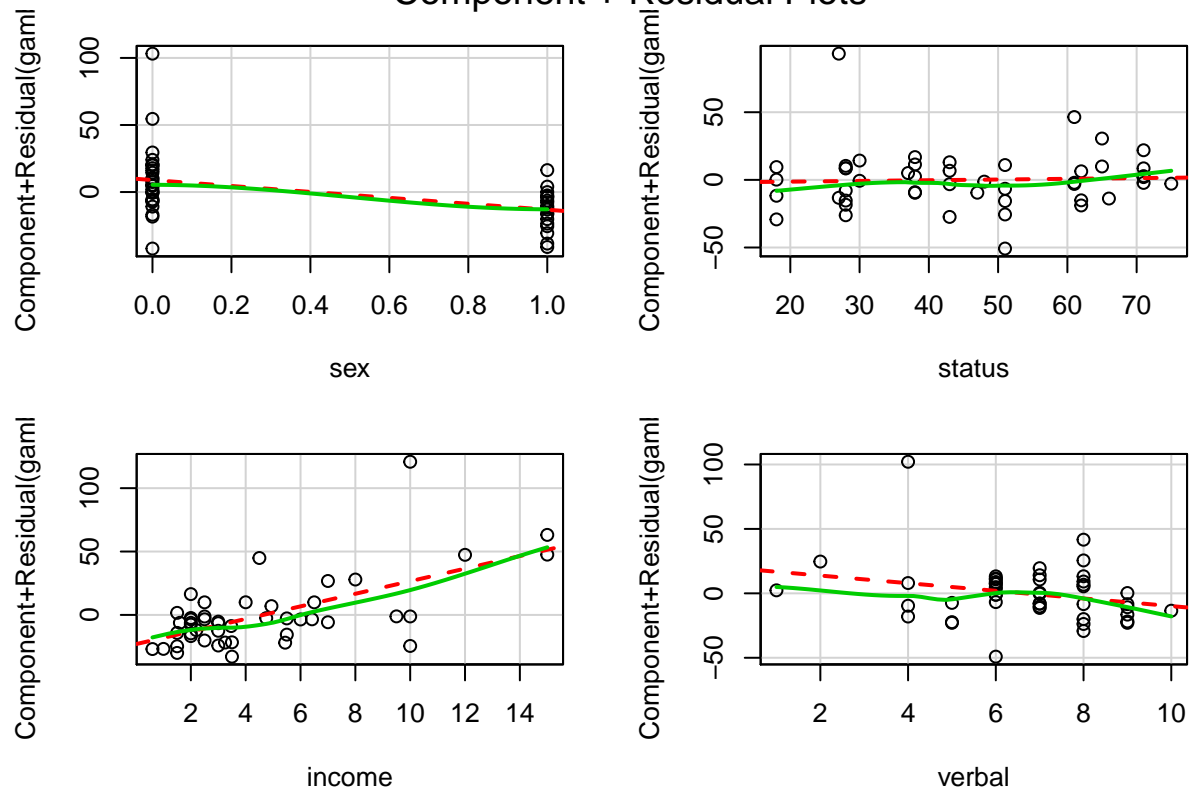 Component + Residual Plots
Component+Residual(gaml
100
50
0
0.0 0.2 0.4 0.6 0.8 1.0
sex
Component+Residual(gaml
50
0
−50
20 30 40 50 60 70
status
Component+Residual(gaml
100
50
0
2 4 6 8 10 12 14
income
Component+Residual(gaml
100
50
0
−50
2 4 6 8 10
verbal